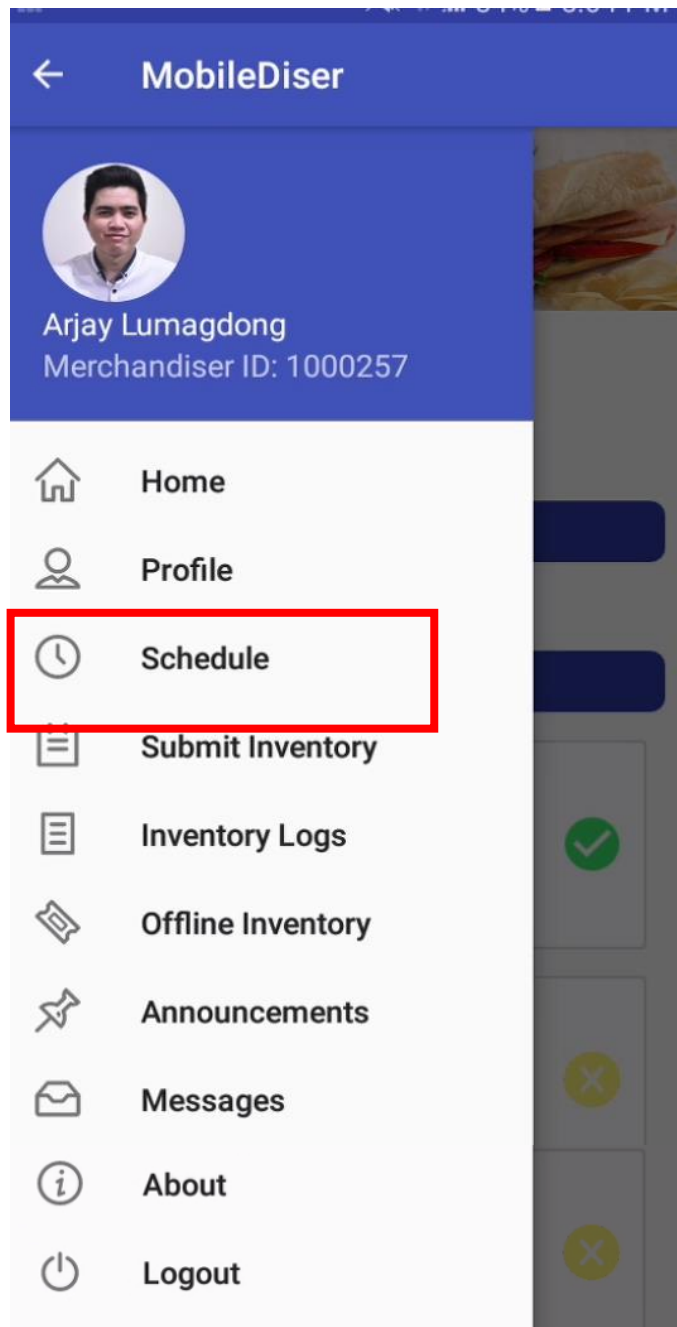 MobileDiser
Arjay Lumagdong
Merchandiser ID: 1000257
Home
Profile
Schedule
Submit Inventory
Inventory Logs
Offline Inventory
Announcements
Messages
About
Logout